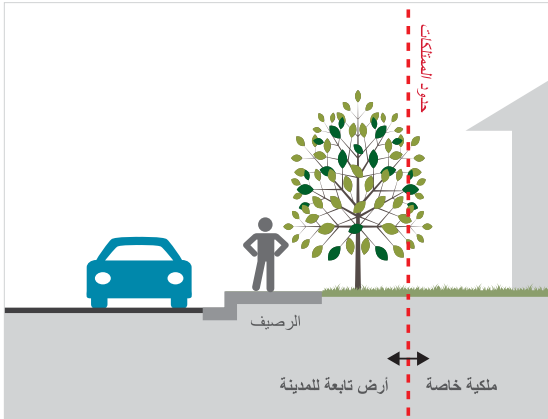 حدود الممتلكات
الرصيف
ملكية خاصة
أرض تابعة للمدينة